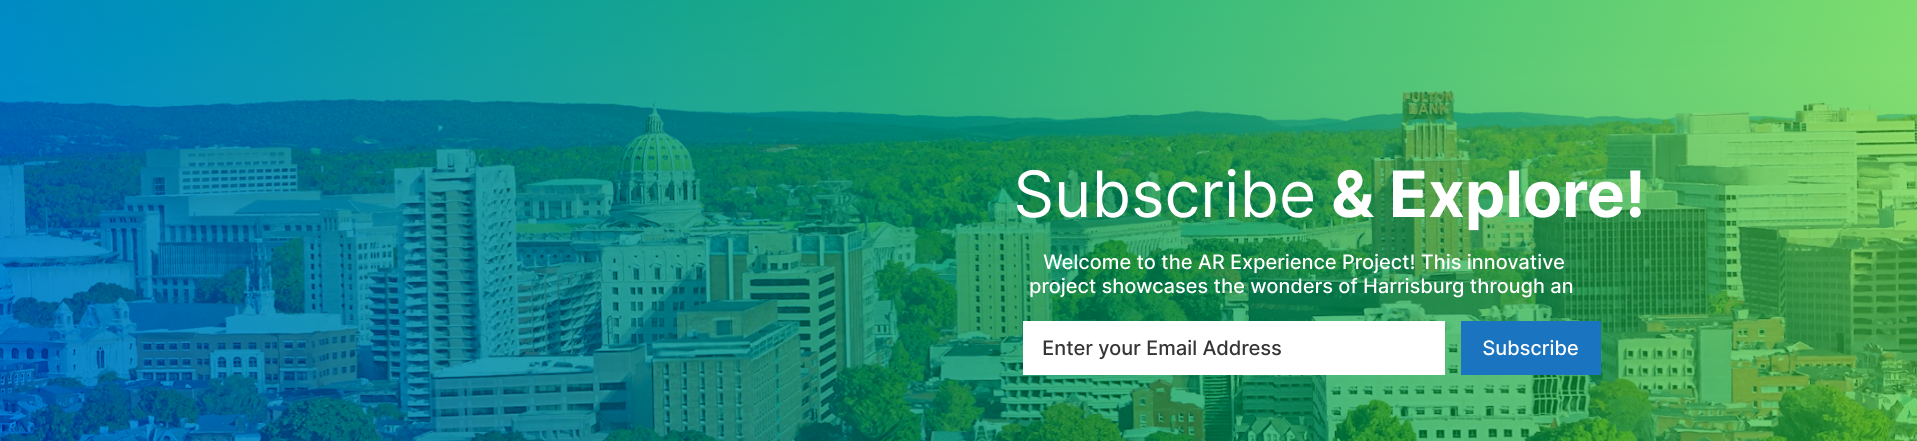 FULTON
BANK
Subscribe & Explore!
Welcome to the AR Experience Project! This innovative
project showcases the wonders of Harrisburg through an
Enter your Email Address
Subscribe